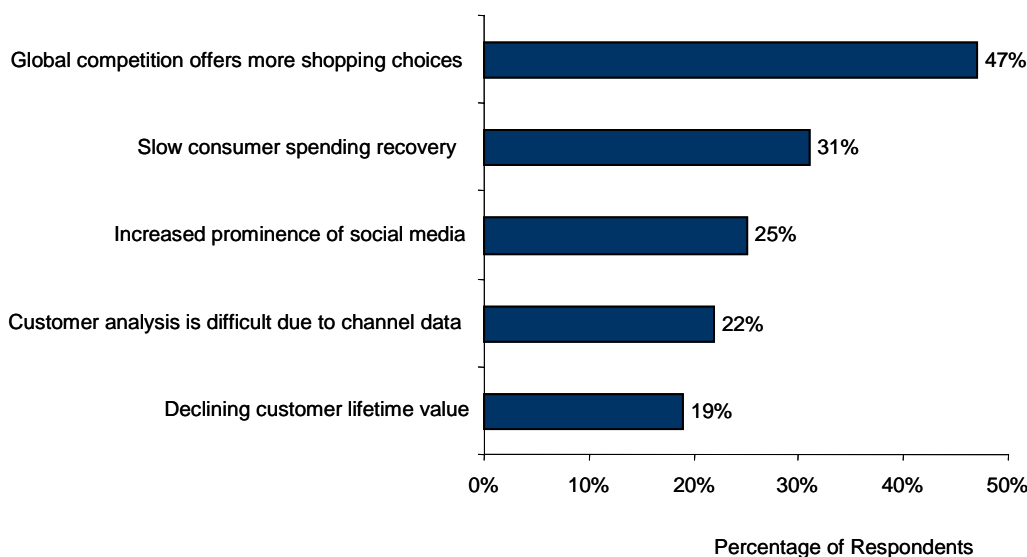 Global competition offers more shopping choices
47%
Slow consumer spending recovery
31%
Increased prominence of social media
25%
Customer analysis is difficult due to channel data
22%
Declining customer lifetime value
19%
0% 10% 20% 30% 40% 50%
Percentage of Respondents